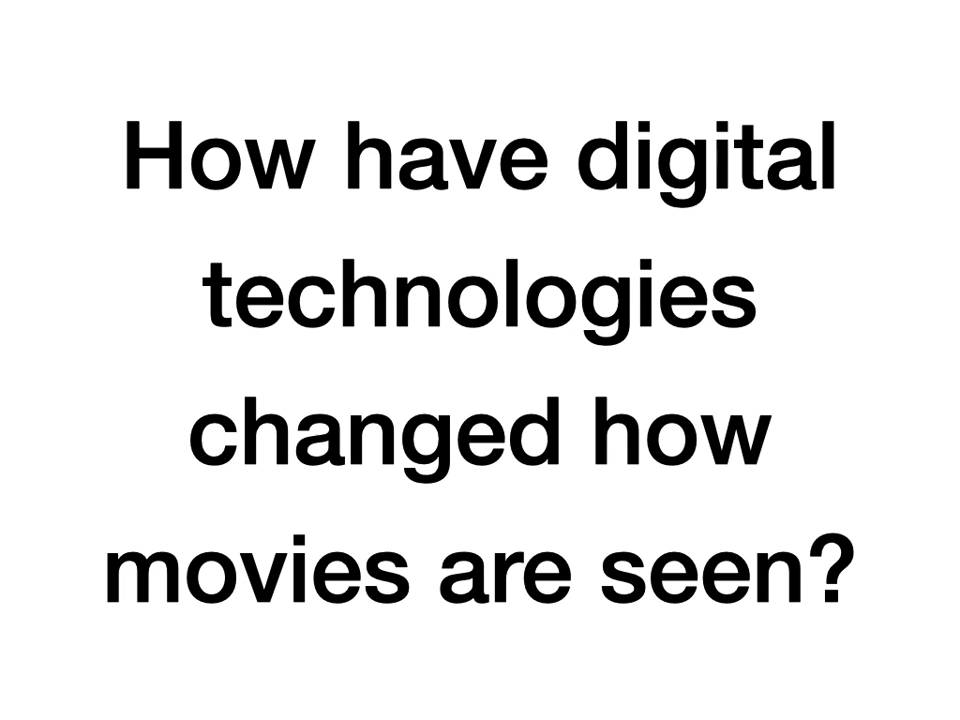 How have digital
technologies
changed how
movies are seen?